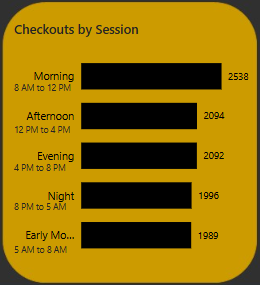 Checkouts by Session
Morning 2538
8 AM to 12 PM
Afternoon 2094
12 PM to 4 PM
Evening 2092
4 PM to 8 PM
Night 1996
8 PM to 5 AM
Early Mo... 1989
5 AM to 8 AM